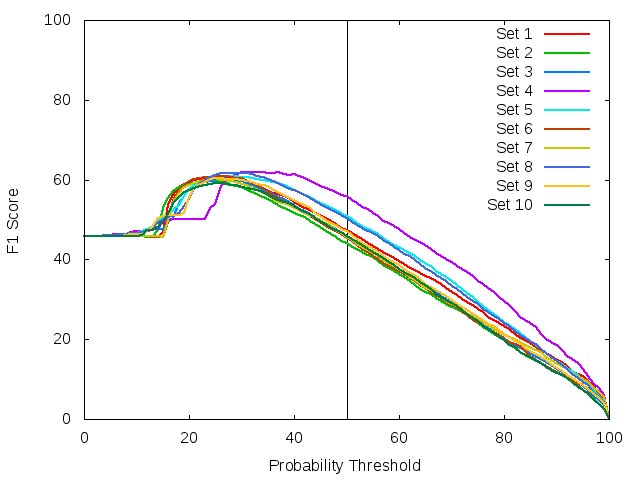 100
80
60
40
20
0
F1 Score
Set 1
Set 2
Set 3
Set 4
Set 5
Set 6
Set 7
Set 8
Set 9
Set 10
0 20 40 60 80 100
Probability Threshold